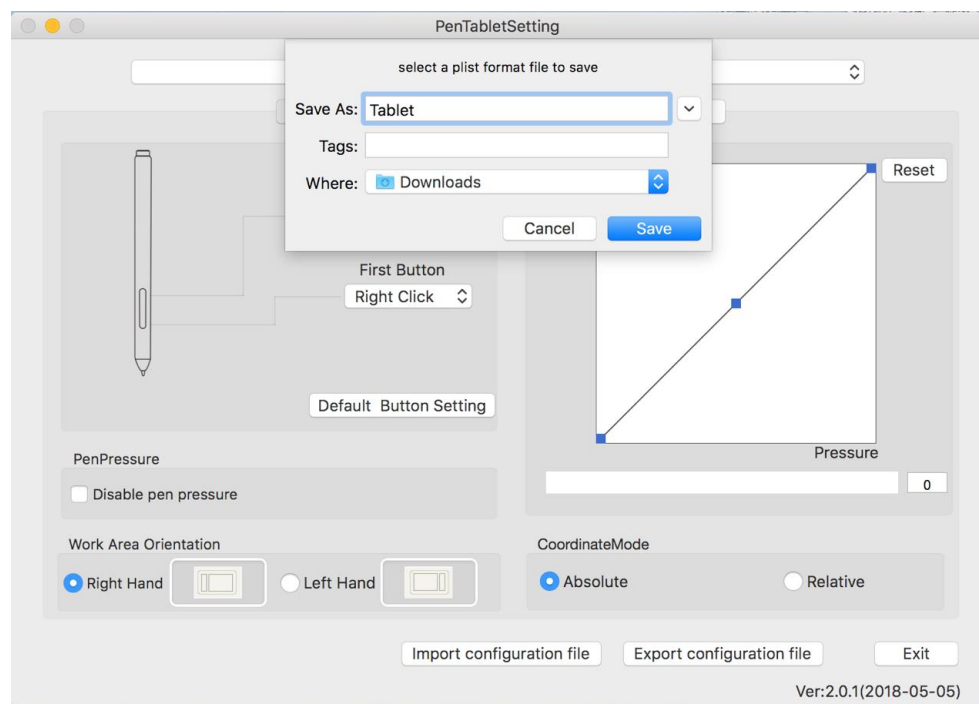 PenTabletSetting
select a plist format file to save
Save As: Tablet
Tags:
Where: Downloads
Cancel Save
Reset
First Button
Right Click
Default Button Setting
Pressure
0
PenPressure
Disable pen pressure
Work Area Orientation
Right Hand Left Hand
CoordinateMode
Absolute Relative
Import configuration file Export configuration file Exit
Ver:2.0.1(2018-05-05)